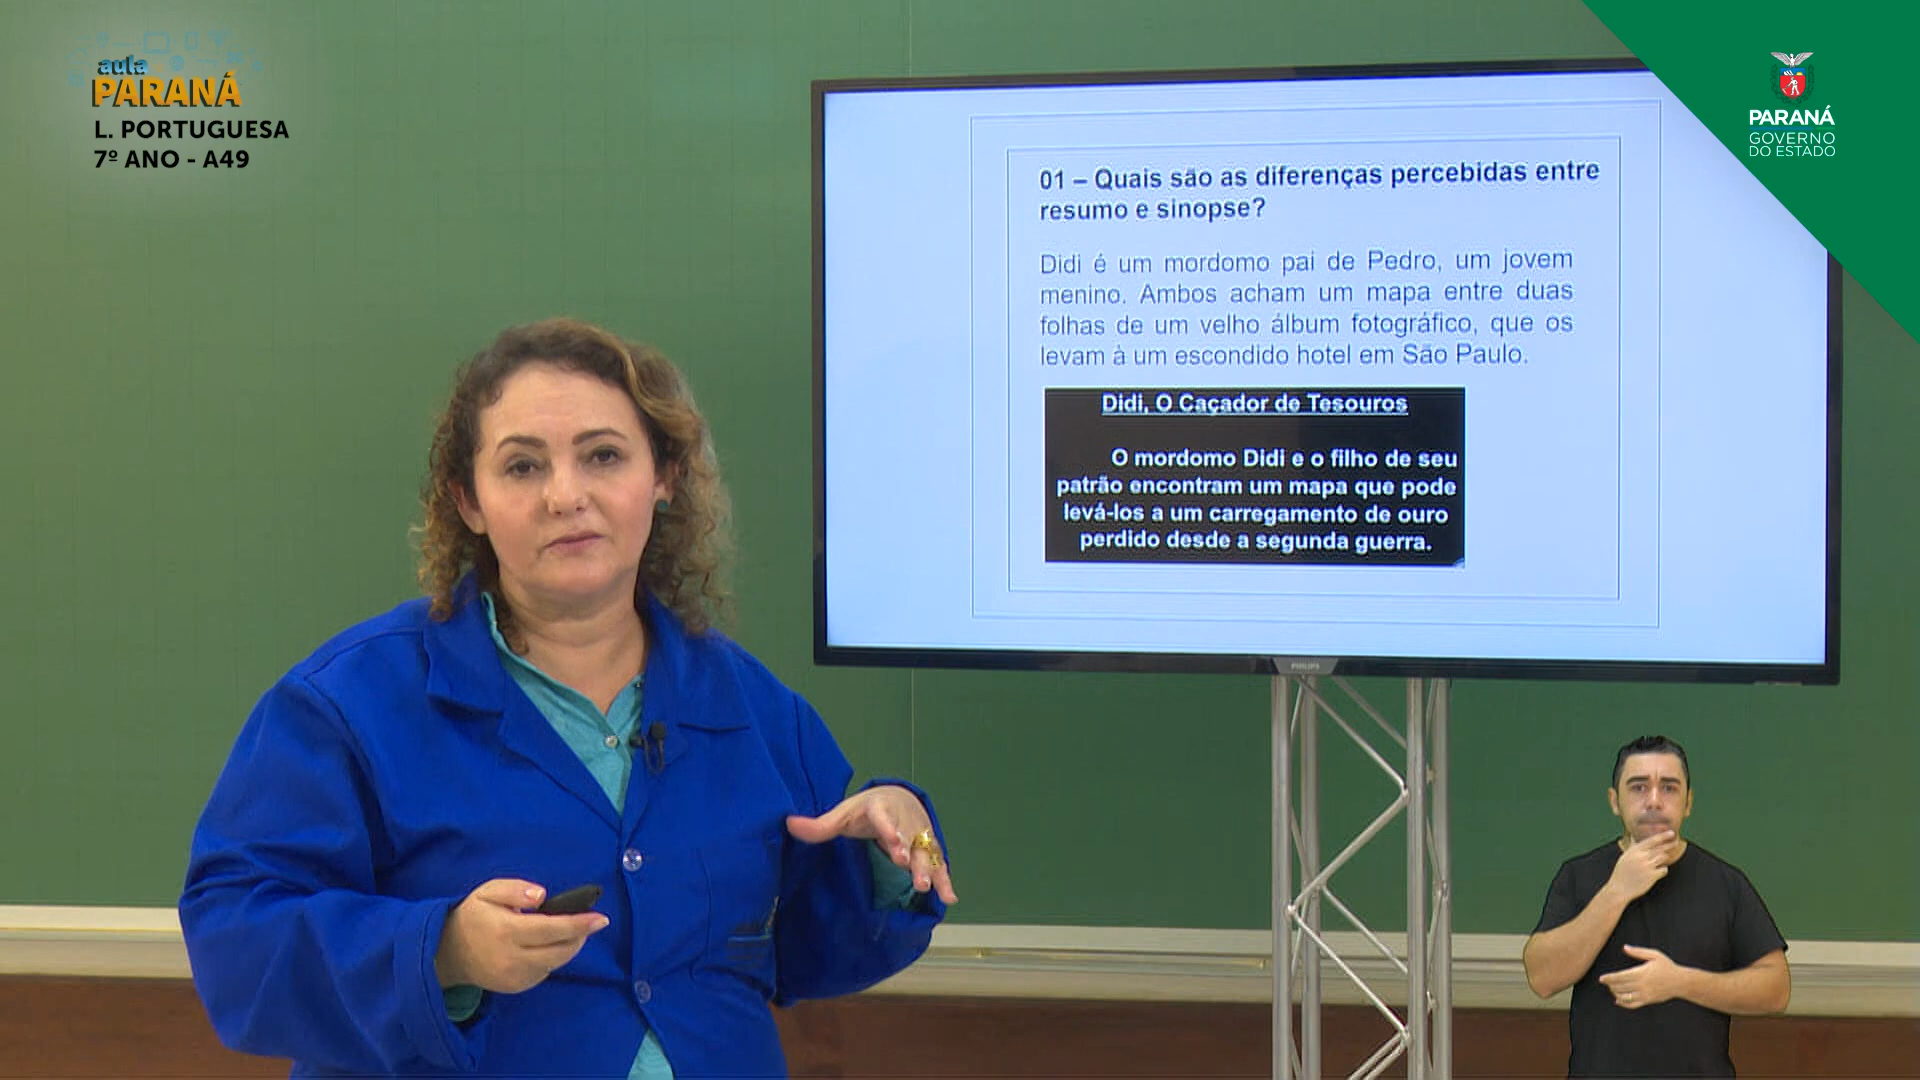 aula
PARANÁ
L. PORTUGUESA
7º ANO - A49
PARANÁ
GOVERNO
DO ESTADO
01 – Quais são as diferenças percebidas entre
resumo e sinopse?
Didi é um mordomo pai de Pedro, um jovem
menino. Ambos acham um mapa entre duas
folhas de um velho álbum fotográfico, que os
levam à um escondido hotel em São Paulo.
Didi, O Caçador de Tesouros
O mordomo Didi e o filho de seu
patrão encontram um mapa que pode
levá-los a um carregamento de ouro
perdido desde a segunda guerra.
PHILIPS